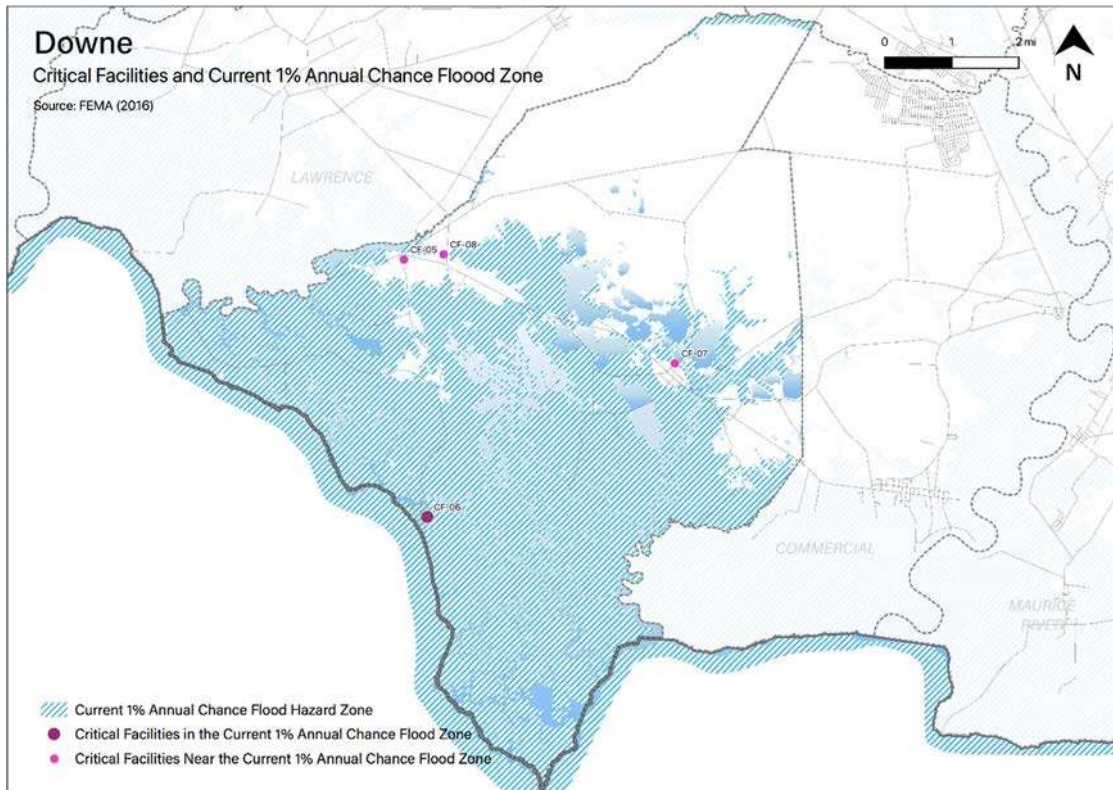 Downe
Critical Facilities and Current 1% Annual Chance Floood Zone
Source: FEMA (2016)
0 1 2 mi
N
LAWRENCE
CF-05
CF-08
CF-07
CF-06
COMMERCIAL
MAURICE
RIVER
Current 1% Annual Chance Flood Hazard Zone
Critical Facilities in the Current 1% Annual Chance Flood Zone
Critical Facilities Near the Current 1% Annual Chance Flood Zone